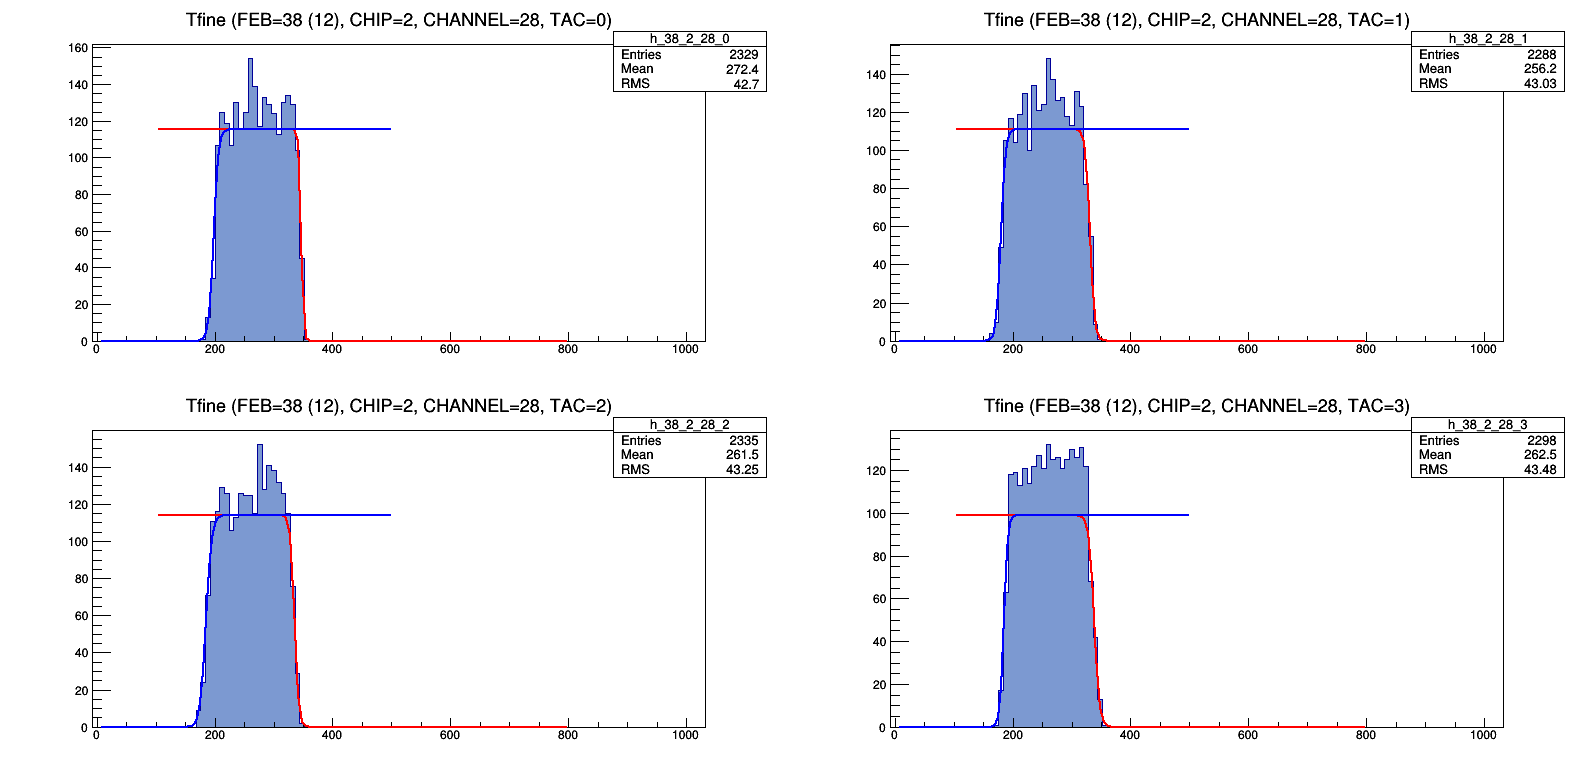 Tfine (FEB=38 (12), CHIP=2, CHANNEL=28, TAC=0)
h_38_2_28_0
Entries 2329
Mean 272.4
RMS 42.7
160
140
120
100
80
60
40
20
0
0 200 400 600 800 1000
Tfine (FEB=38 (12), CHIP=2, CHANNEL=28, TAC=1)
h_38_2_28_1
Entries 2288
Mean 256.2
RMS 43.03
140
120
100
80
60
40
20
0
0 200 400 600 800 1000
Tfine (FEB=38 (12), CHIP=2, CHANNEL=28, TAC=2)
h_38_2_28_2
Entries 2335
Mean 261.5
RMS 43.25
140
120
100
80
60
40
20
0
0 200 400 600 800 1000
Tfine (FEB=38 (12), CHIP=2, CHANNEL=28, TAC=3)
h_38_2_28_3
Entries 2298
Mean 262.5
RMS 43.48
120
100
80
60
40
20
0
0 200 400 600 800 1000